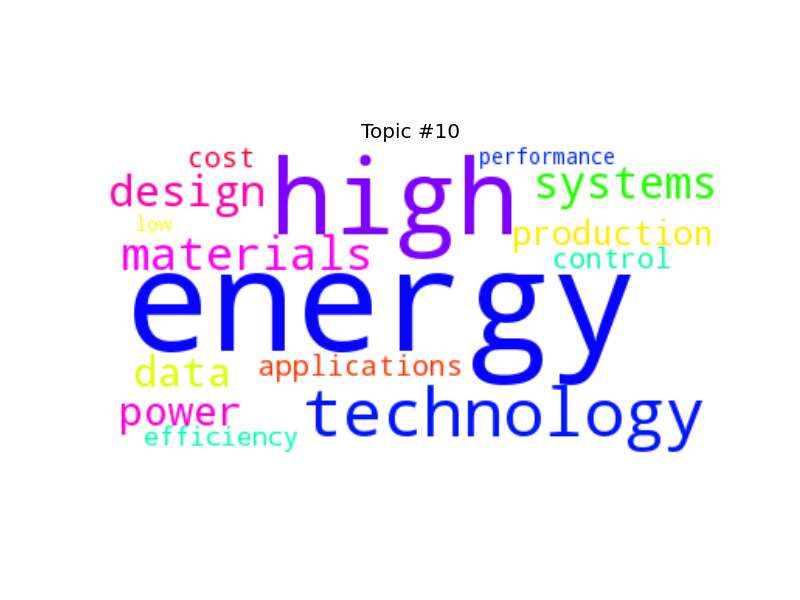 Topic #10
cost
performance
high
design
systems
low
production
materials
control
energy
data
applications
power
technology
efficiency